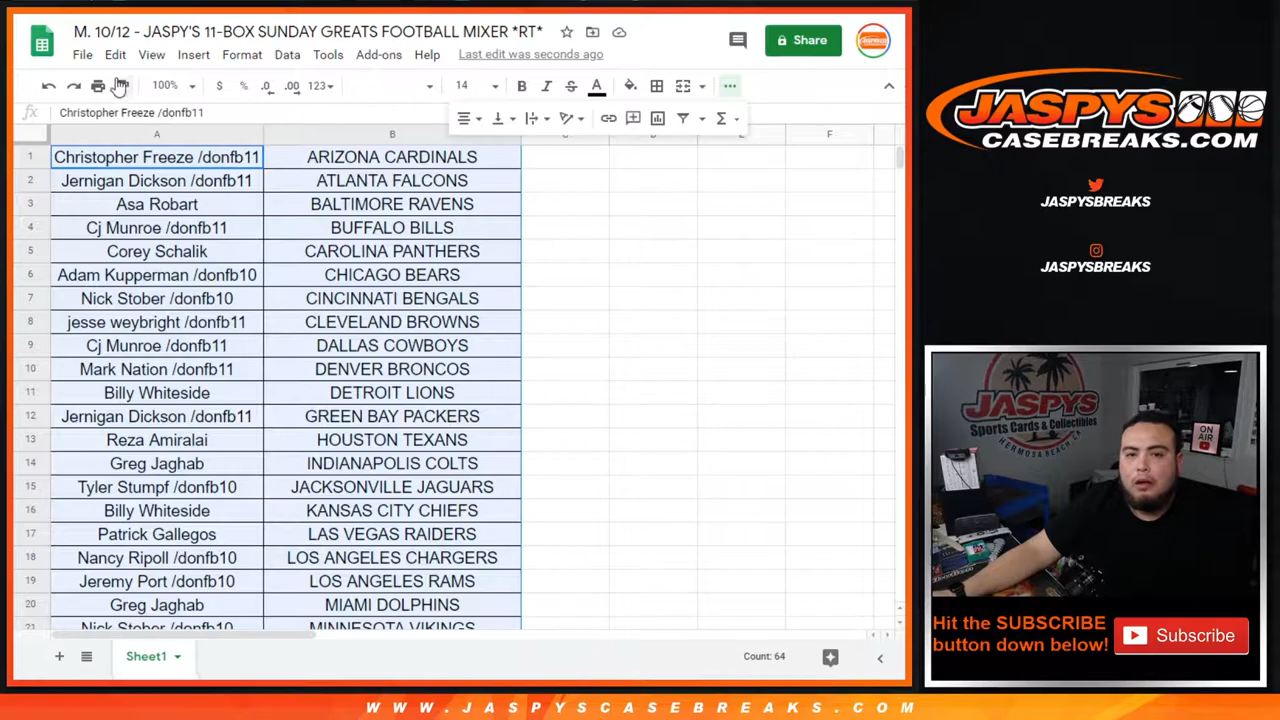 M. 10/12 - JASPY'S 11-BOX SUNDAY GREATS FOOTBALL MIXER *RT*
File Edit View Insert Format Data Tools Add-ons Help Last edit was seconds ago
Share
100% $ % .0 .00 123 14 B I S A
fx Christopher Freeze /donfb11
A B F
1 Christopher Freeze /donfb11 ARIZONA CARDINALS
2 Jernigan Dickson /donfb11 ATLANTA FALCONS
3 Asa Robart BALTIMORE RAVENS
4 Cj Munroe /donfb11 BUFFALO BILLS
5 Corey Schalik CAROLINA PANTHERS
6 Adam Kupperman /donfb10 CHICAGO BEARS
7 Nick Stober /donfb10 CINCINNATI BENGALS
8 jesse weybright /donfb11 CLEVELAND BROWNS
9 Cj Munroe /donfb11 DALLAS COWBOYS
10 Mark Nation /donfb11 DENVER BRONCOS
11 Billy Whiteside DETROIT LIONS
12 Jernigan Dickson /donfb11 GREEN BAY PACKERS
13 Reza Amiralai HOUSTON TEXANS
14 Greg Jaghab INDIANAPOLIS COLTS
15 Tyler Stumpf /donfb10 JACKSONVILLE JAGUARS
16 Billy Whiteside KANSAS CITY CHIEFS
17 Patrick Gallegos LAS VEGAS RAIDERS
18 Nancy Ripoll /donfb10 LOS ANGELES CHARGERS
19 Jeremy Port /donfb10 LOS ANGELES RAMS
20 Greg Jaghab MIAMI DOLPHINS
21 Nick Stober /donfb10 MINNESOTA VIKINGS
Sheet1
Count: 64
JASPYS
CASEBREAKS.COM
JASPYSBREAKS
JASPYSBREAKS
JASPYS
Sports Cards & Collectibles
HERMOSA BEACH CA
ON AIR
Hit the SUBSCRIBE
button down below!
Subscribe
WWW.JASPYSCASEBREAKS.COM